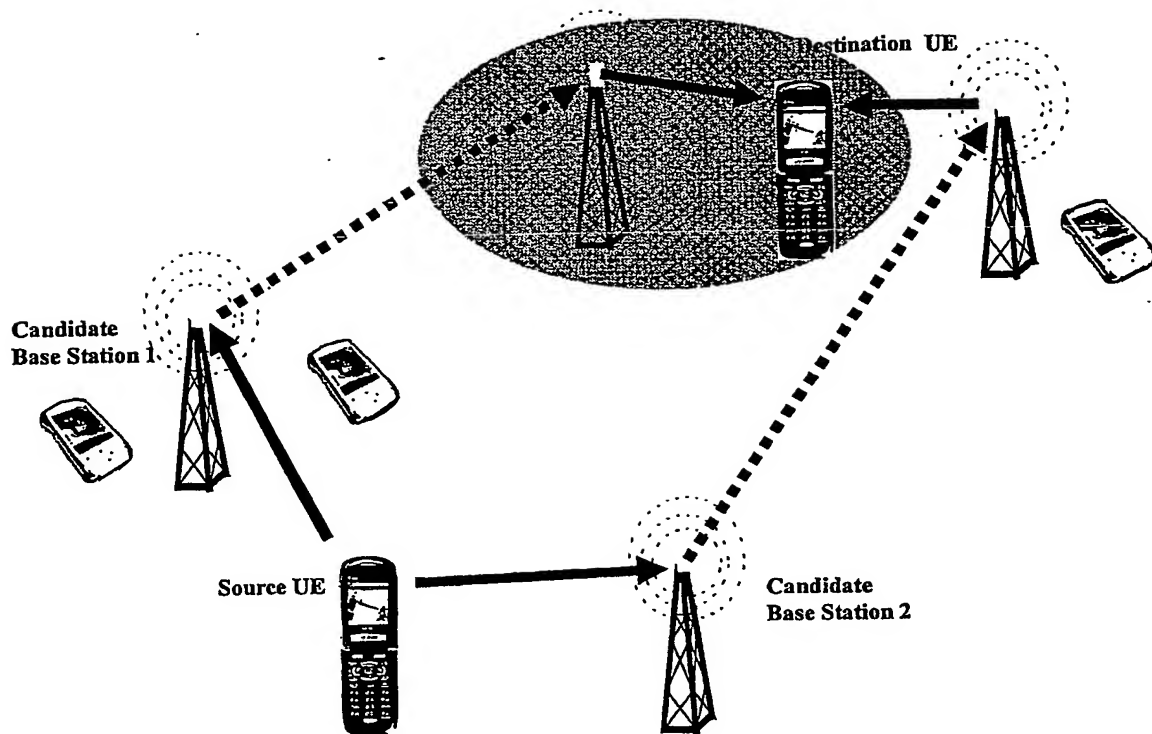 Destination UE
Candidate
Base Station 1
Source UE
Candidate
Base Station 2